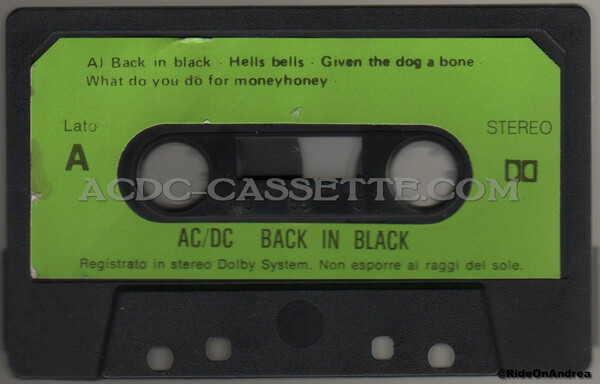 A) Back in black - Hells bells - Given the dog a bone -
What do you do for moneyhoney -
Lato
STEREO
A
ACDC-CASSETTE.COM
AC/DC BACK IN BLACK
Registrato in stereo Dolby System. Non esporre ai raggi del sole.
@RideOnAndrea